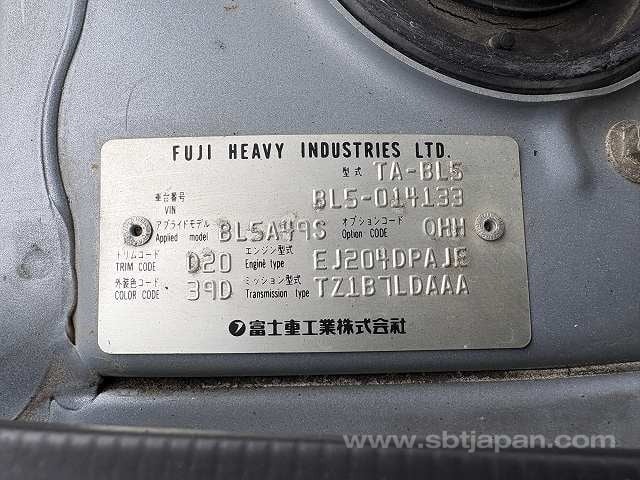 FUJI HEAVY INDUSTRIES LTD.
型式 TA-BL5
車台番号 VIN BL5-014133
アプライドモデル Applied model BL5A49S オプションコード Option CODE OHH
トリムコード TRIM CODE D20 エンジン型式 Engine type EJ204DPAJE
外装色コード COLOR CODE 39D ミッション型式 Transmission type TZ1B7LDAAA
富士重工業株式会社
www.sbtjapan.com